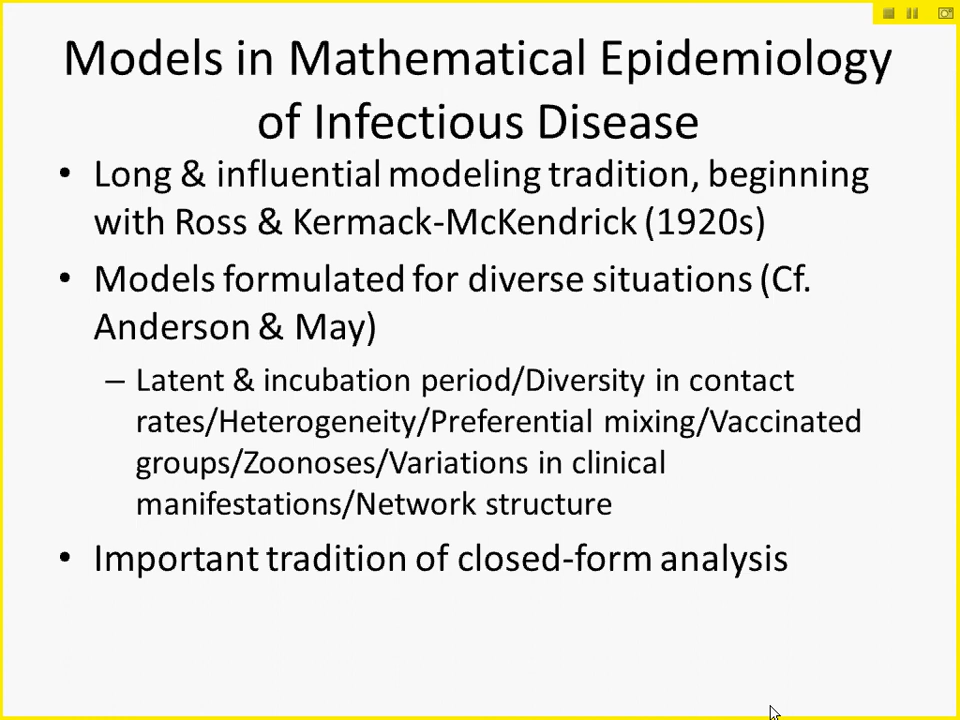 Models in Mathematical Epidemiology
of Infectious Disease
• Long & influential modeling tradition, beginning
with Ross & Kermack-McKendrick (1920s)
• Models formulated for diverse situations (Cf.
Anderson & May)
– Latent & incubation period/Diversity in contact
rates/Heterogeneity/Preferential mixing/Vaccinated
groups/Zoonoses/Variations in clinical
manifestations/Network structure
• Important tradition of closed-form analysis